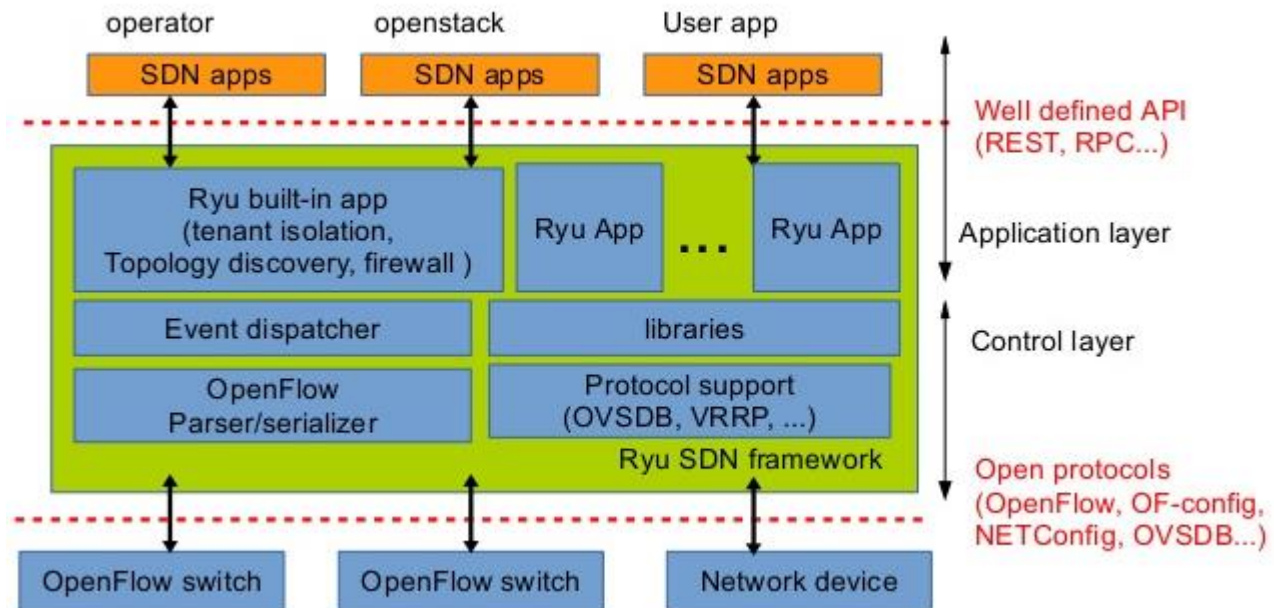 operator
openstack
User app
SDN apps
SDN apps
SDN apps
Well defined API
(REST, RPC...)
Ryu built-in app
(tenant isolation,
Topology discovery, firewall )
Ryu App
...
Ryu App
Application layer
Event dispatcher
libraries
Control layer
OpenFlow
Parser/serializer
Protocol support
(OVSDB, VRRP, ...)
Ryu SDN framework
Open protocols
(OpenFlow, OF-config,
NETConfig, OVSDB...)
OpenFlow switch
OpenFlow switch
Network device